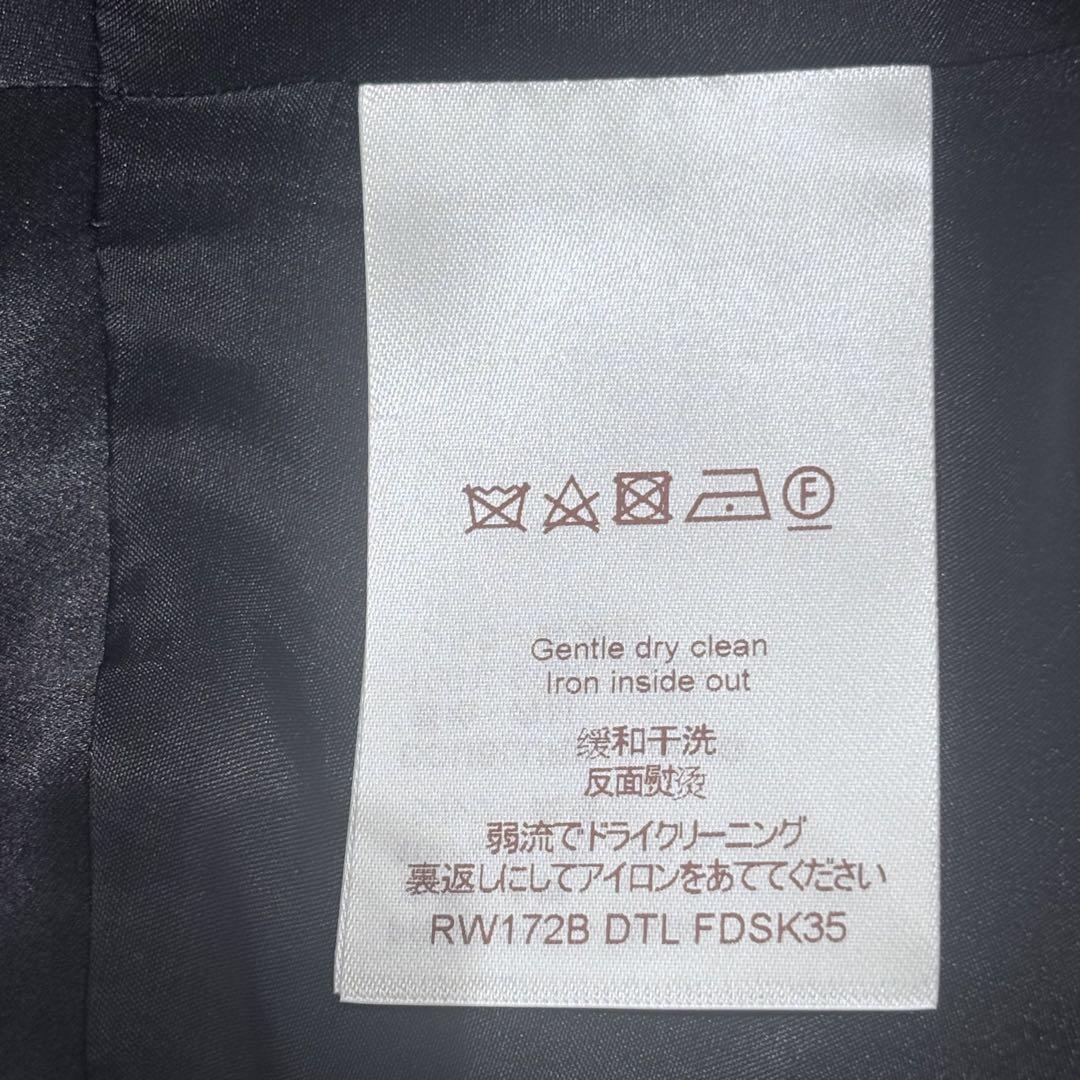 F
Gentle dry clean
Iron inside out
缓和干洗
反面熨烫
弱流でドライクリーニング
裏返しにしてアイロンをあててください
RW172B DTL FDSK35